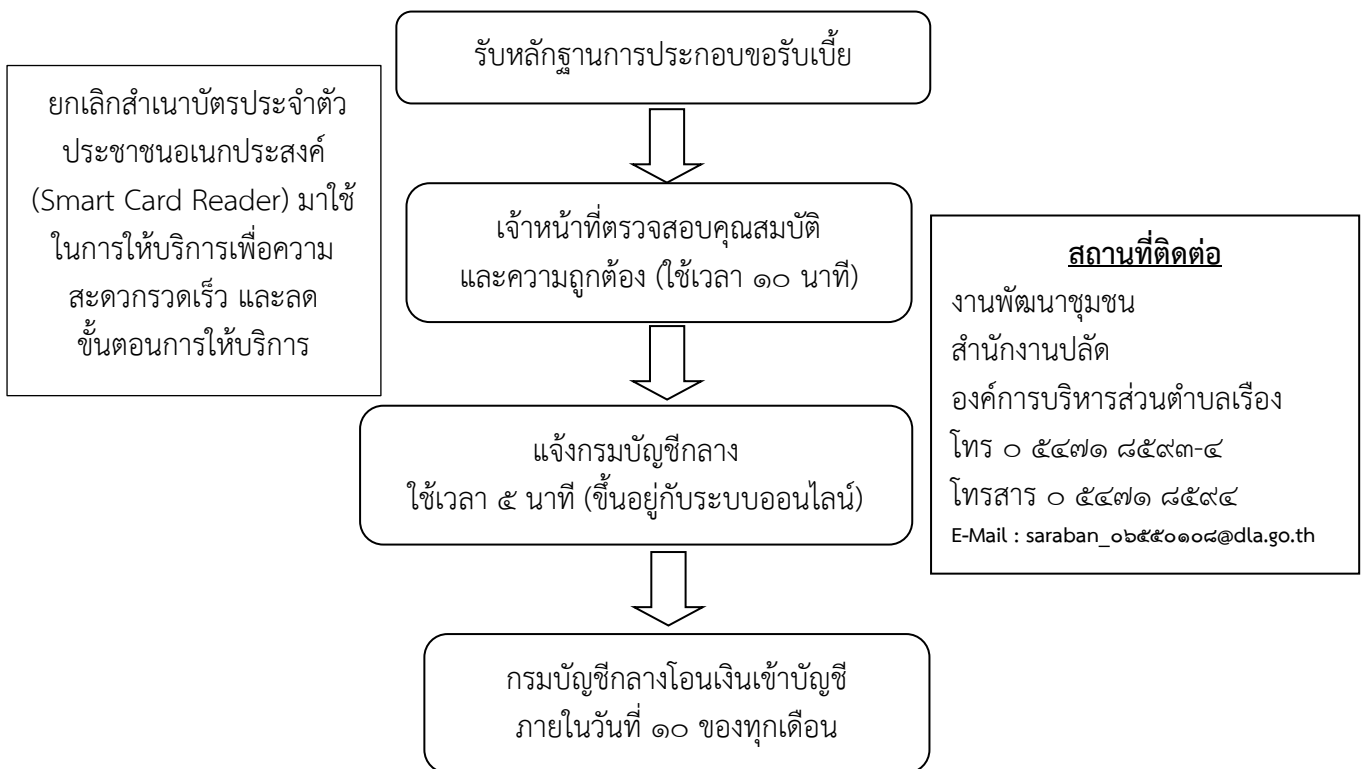 รับหลักฐานการประกอบขอรับเบี้ย
ยกเลิกสำเนาบัตรประจำตัว
ประชาชนอเนกประสงค์
(Smart Card Reader) มาใช้
ในการให้บริการเพื่อความ
สะดวกรวดเร็ว และลด
ขั้นตอนการให้บริการ
เจ้าหน้าที่ตรวจสอบคุณสมบัติ
และความถูกต้อง (ใช้เวลา ๑๐ นาที)
สถานที่ติดต่อ
งานพัฒนาชุมชน
สำนักงานปลัด
องค์การบริหารส่วนตำบลเรือง
โทร ๐ ๕๔๗๑ ๘๕๙๓-๔
โทรสาร ๐ ๕๔๗๑ ๘๕๙๔
E-Mail : saraban_๐๖๕๕๐๑๐๘@dla.go.th
แจ้งกรมบัญชีกลาง
ใช้เวลา ๕ นาที (ขึ้นอยู่กับระบบออนไลน์)
กรมบัญชีกลางโอนเงินเข้าบัญชี
ภายในวันที่ ๑๐ ของทุกเดือน